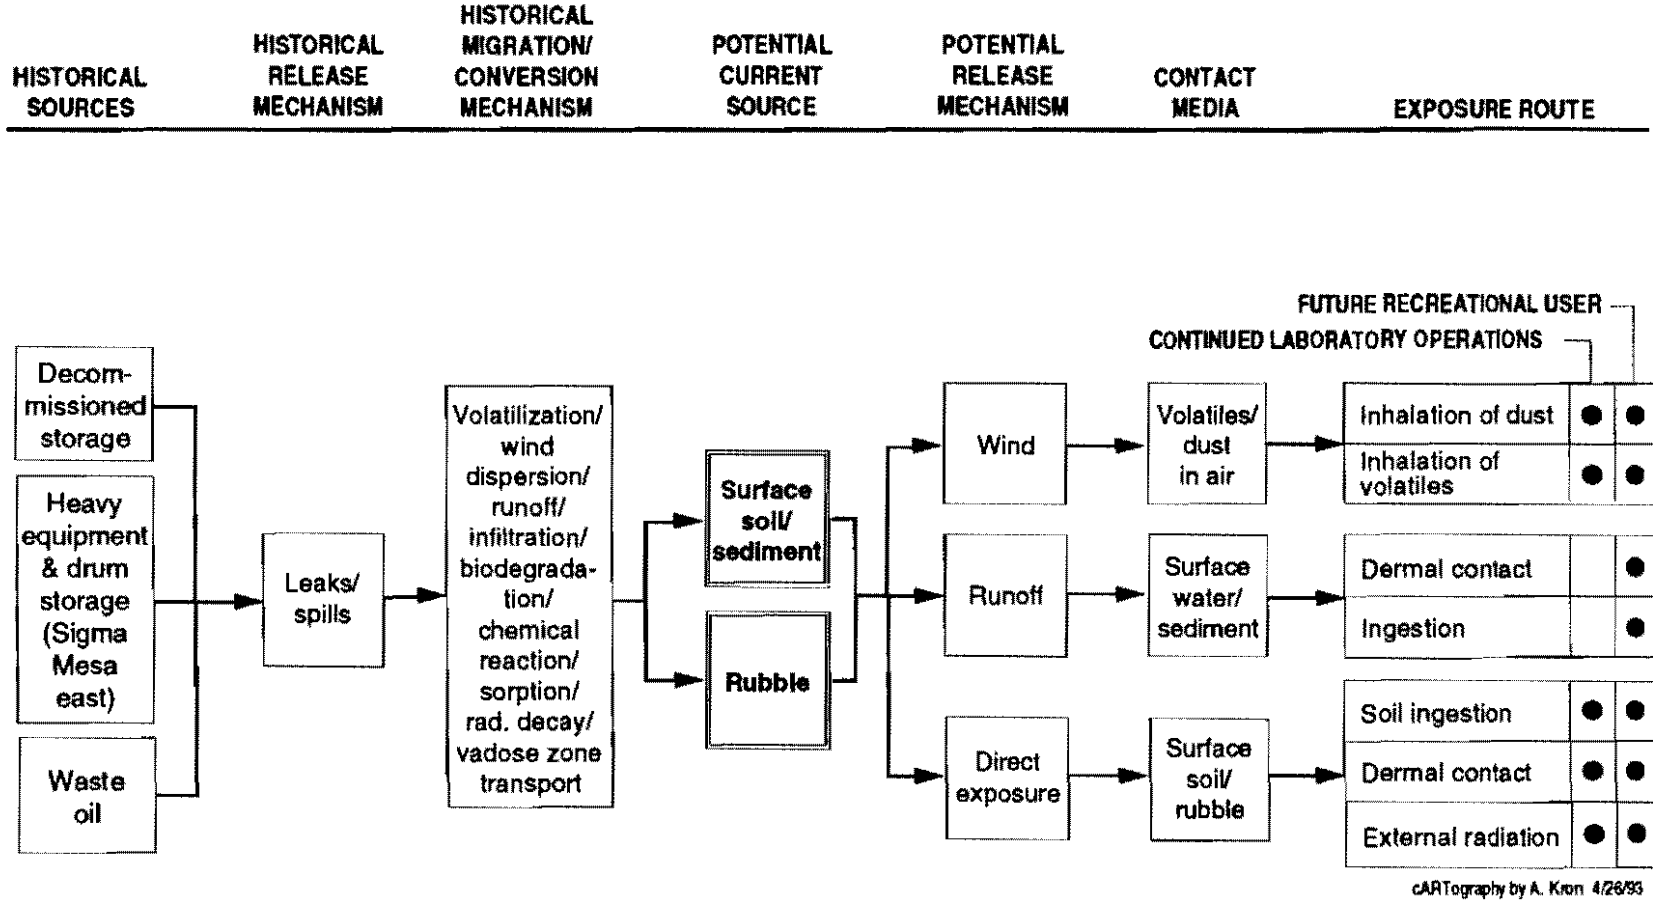 HISTORICAL
SOURCES
HISTORICAL
RELEASE
MECHANISM
HISTORICAL
MIGRATION/
CONVERSION
MECHANISM
POTENTIAL
CURRENT
SOURCE
POTENTIAL
RELEASE
MECHANISM
CONTACT
MEDIA
EXPOSURE ROUTE
FUTURE RECREATIONAL USER
CONTINUED LABORATORY OPERATIONS
Decom-
missioned
storage
Heavy
equipment
& drum
storage
(Sigma
Mesa
east)
Waste
oil
Leaks/
spills
Volatilization/
wind
dispersion/
runoff/
infiltration/
biodegrada-
tion/
chemical
reaction/
sorption/
rad. decay/
vadose zone
transport
Surface
soil/
sediment
Rubble
Wind
Runoff
Direct
exposure
Volatiles/
dust
in air
Surface
water/
sediment
Surface
soil/
rubble
Inhalation of dust
Inhalation of
volatiles
Dermal contact
Ingestion
Soil ingestion
Dermal contact
External radiation
cARTography by A. Kron 4/26/93